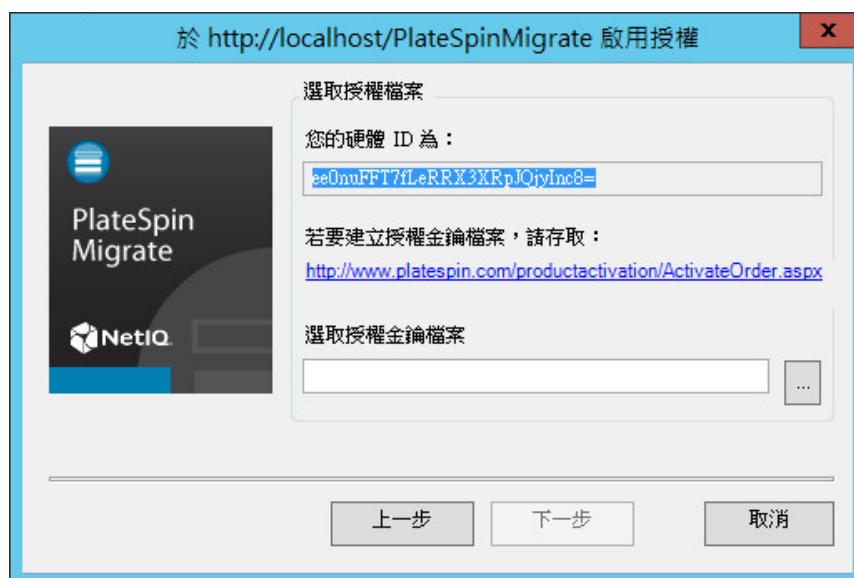 於 http://localhost/PlateSpinMigrate 啟用授權
x
選取授權檔案
您的硬體 ID 為：
ee0nuFFT7fLeRRX3XRpJQjyInc8=
PlateSpin
Migrate
若要建立授權金鑰檔案，請存取：
http://www.platespin.com/productactivation/ActivateOrder.aspx
NetIQ
選取授權金鑰檔案
...
上一步
下一步
取消